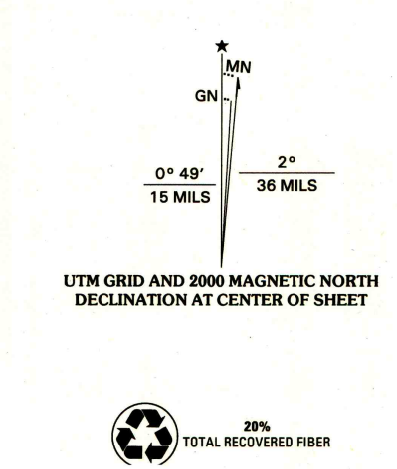 ★
MN
GN
0° 49'
15 MILS
2°
36 MILS
UTM GRID AND 2000 MAGNETIC NORTH
DECLINATION AT CENTER OF SHEET
20%
TOTAL RECOVERED FIBER